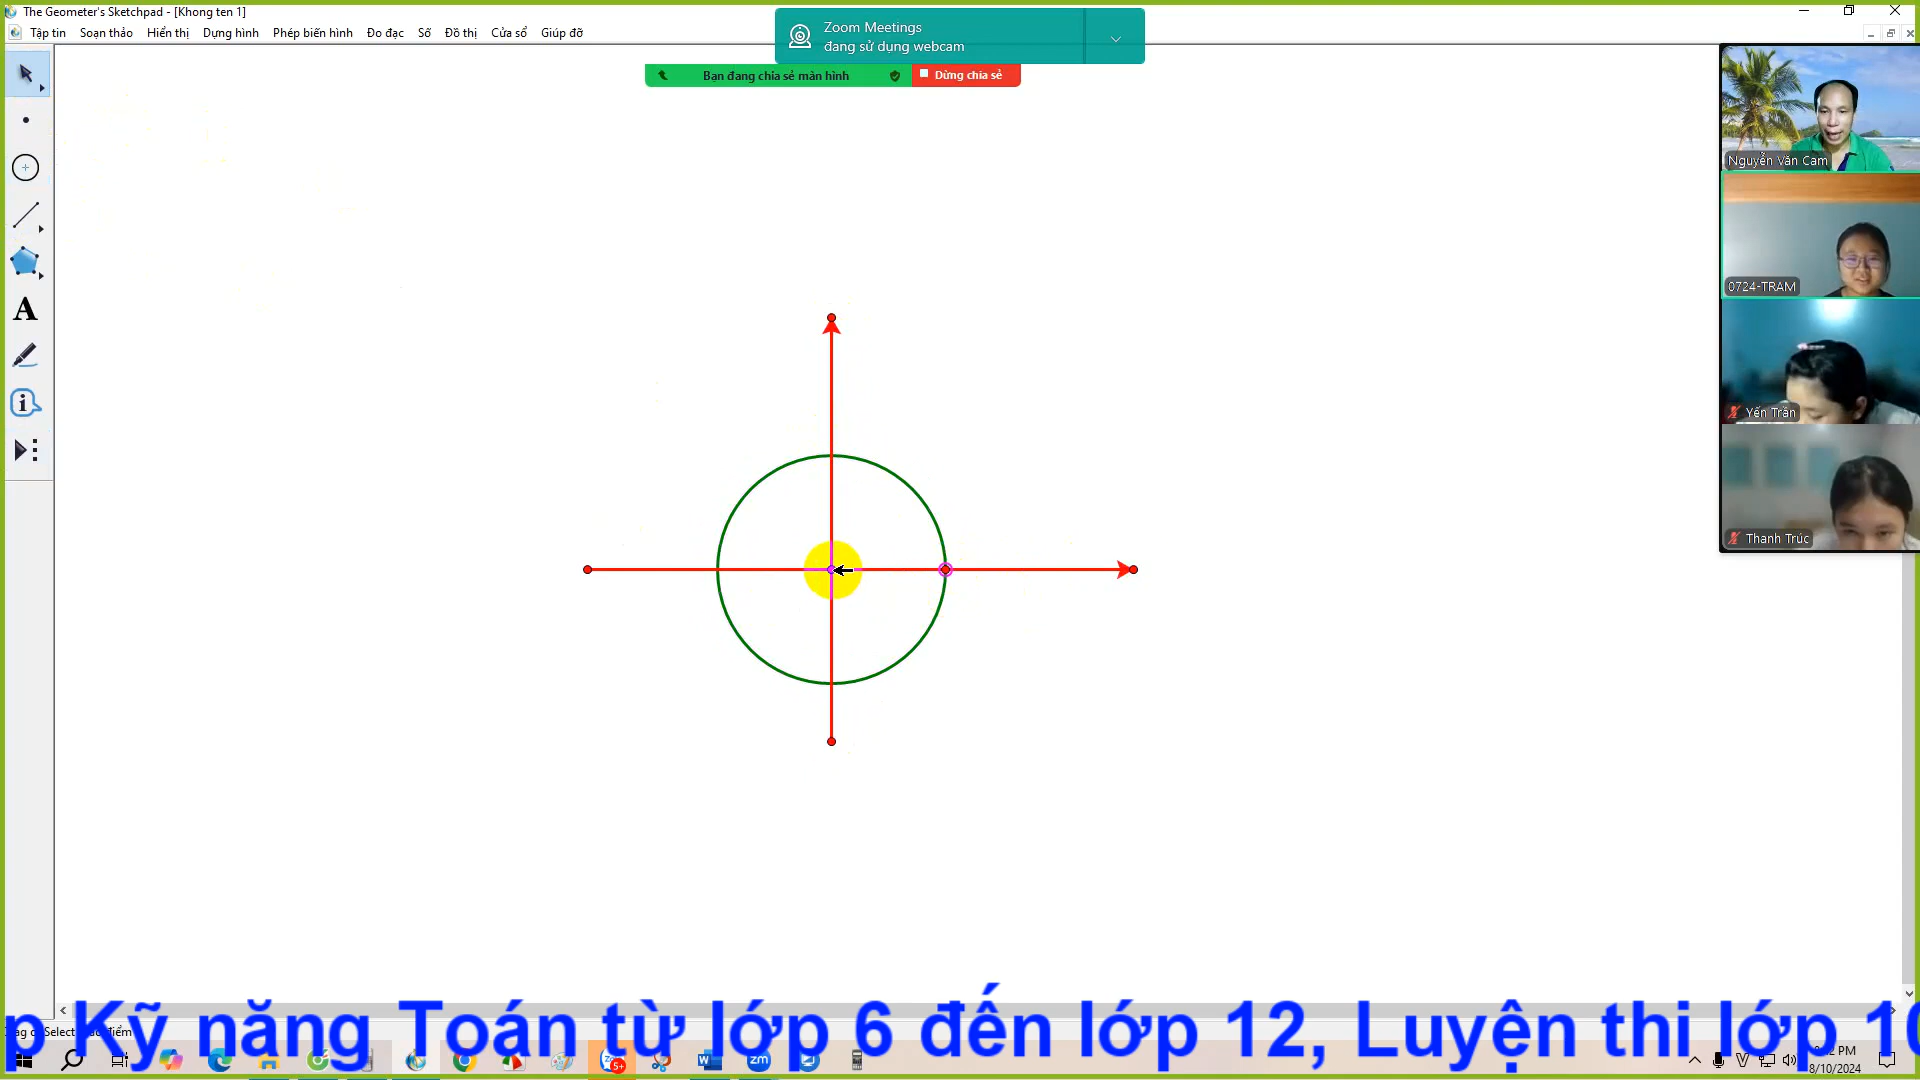 The Geometer's Sketchpad - [Khong ten 1]
Tập tin Soạn thảo Hiển thị Dựng hình Phép biến hình Đo đạc Số Đồ thị Cửa sổ Giúp đỡ
Zoom Meetings
đang sử dụng webcam
Bạn đang chia sẻ màn hình
Dừng chia sẻ
Nguyễn Văn Cam
0724-TRAM
Yến Trần
Thanh Trúc
A
p Kỹ năng Toán từ lớp 6 đến lớp 12, Luyện thi lớp 10
PM
8/10/2024